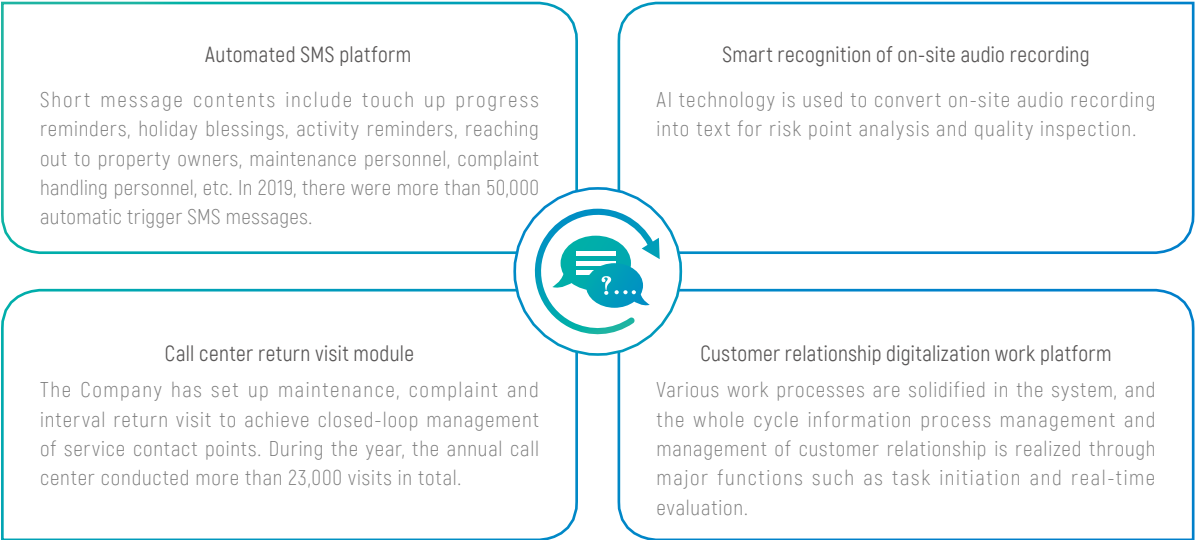 Automated SMS platform
Short message contents include touch up progress
reminders, holiday blessings, activity reminders, reaching
out to property owners, maintenance personnel, complaint
handling personnel, etc. In 2019, there were more than 50,000
automatic trigger SMS messages.
Smart recognition of on-site audio recording
AI technology is used to convert on-site audio recording
into text for risk point analysis and quality inspection.
?...
Call center return visit module
The Company has set up maintenance, complaint and
interval return visit to achieve closed-loop management
of service contact points. During the year, the annual call
center conducted more than 23,000 visits in total.
Customer relationship digitalization work platform
Various work processes are solidified in the system, and
the whole cycle information process management and
management of customer relationship is realized through
major functions such as task initiation and real-time
evaluation.